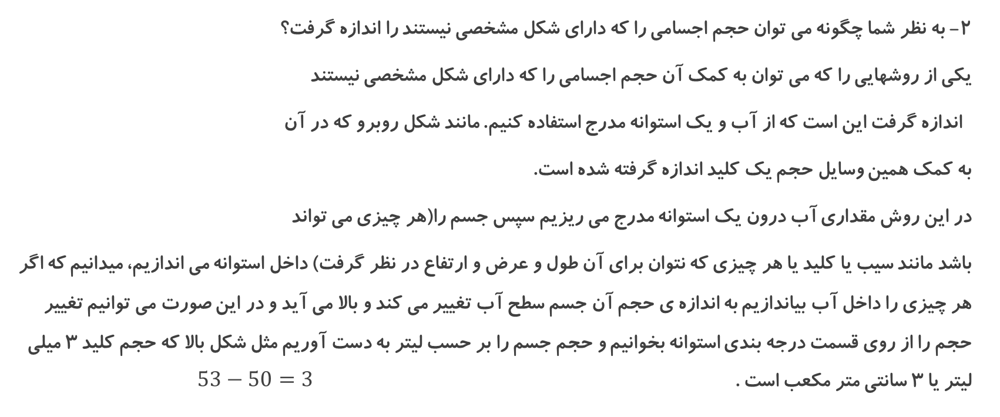 ۲- به نظر شما چگونه می توان حجم اجسامی را که دارای شکل مشخصی نیستند را اندازه گرفت؟
یکی از روشهایی را که می توان به کمک آن حجم اجسامی را که دارای شکل مشخصی نیستند
اندازه گرفت این است که از آب و یک استوانه مدرج استفاده کنیم. مانند شکل روبرو که در آن
به کمک همین وسایل حجم یک کلید اندازه گرفته شده است.
در این روش مقداری آب درون یک استوانه مدرج می ریزیم سپس جسم را(هر چیزی می تواند
باشد مانند سیب یا کلید یا هر چیزی که نتوان برای آن طول و عرض و ارتفاع در نظر گرفت) داخل استوانه می اندازیم، میدانیم که اگر
هر چیزی را داخل آب بیاندازیم به اندازه ی حجم آن جسم سطح آب تغییر می کند و بالا می آید و در این صورت می توانیم تغییر
حجم را از روی قسمت درجه بندی استوانه بخوانیم و حجم جسم را بر حسب لیتر به دست آوریم مثل شکل بالا که حجم کلید ۳ میلی
لیتر یا ۳ سانتی متر مکعب است . 53 − 50 = 3